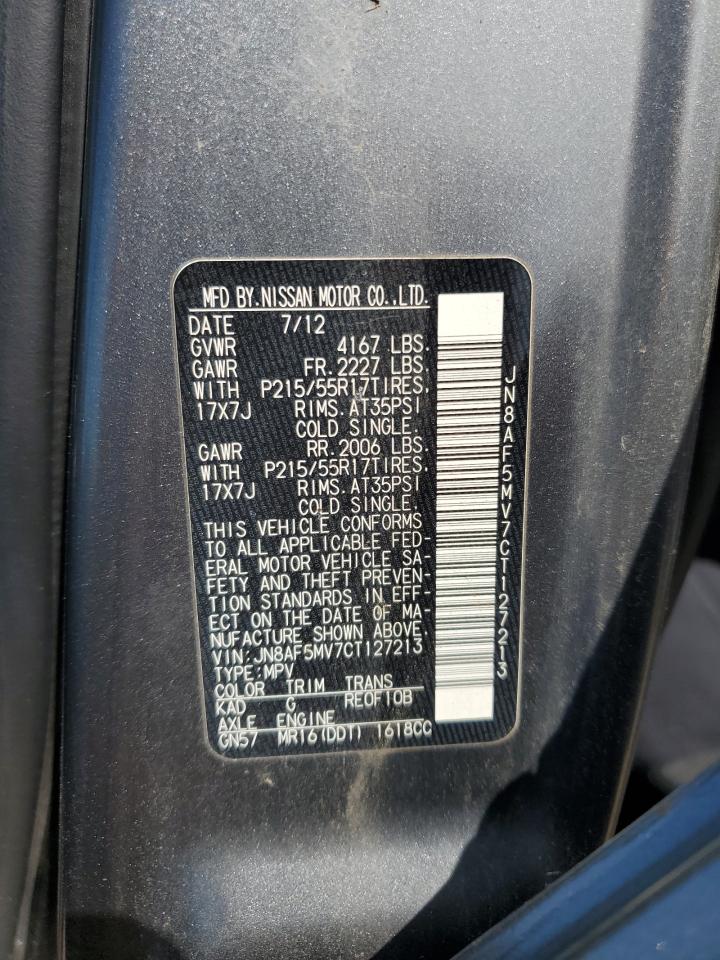 MFD BY.NISSAN MOTOR CO.,LTD.
DATE 7/12
GVWR 4167 LBS.
GAWR FR.2227 LBS.
WITH P215/55R17TIRES.
17X7J RIMS.AT35PSI
COLD SINGLE.
GAWR RR.2006 LBS.
WITH P215/55R17TIRES.
17X7J RIMS.AT35PSI
COLD SINGLE.
THIS VEHICLE CONFORMS
TO ALL APPLICABLE FED-
ERAL MOTOR VEHICLE SA-
FETY AND THEFT PREVEN-
TION STANDARDS IN EFF-
ECT ON THE DATE OF MA-
NUFACTURE SHOWN ABOVE.
VIN:JN8AF5MV7CT127213
TYPE:MPV
COLOR TRIM TRANS
KAD G RE0F10B
AXLE ENGINE
GN57 MR16(DDT) 1618CC
JN8AF5MV7CT127213